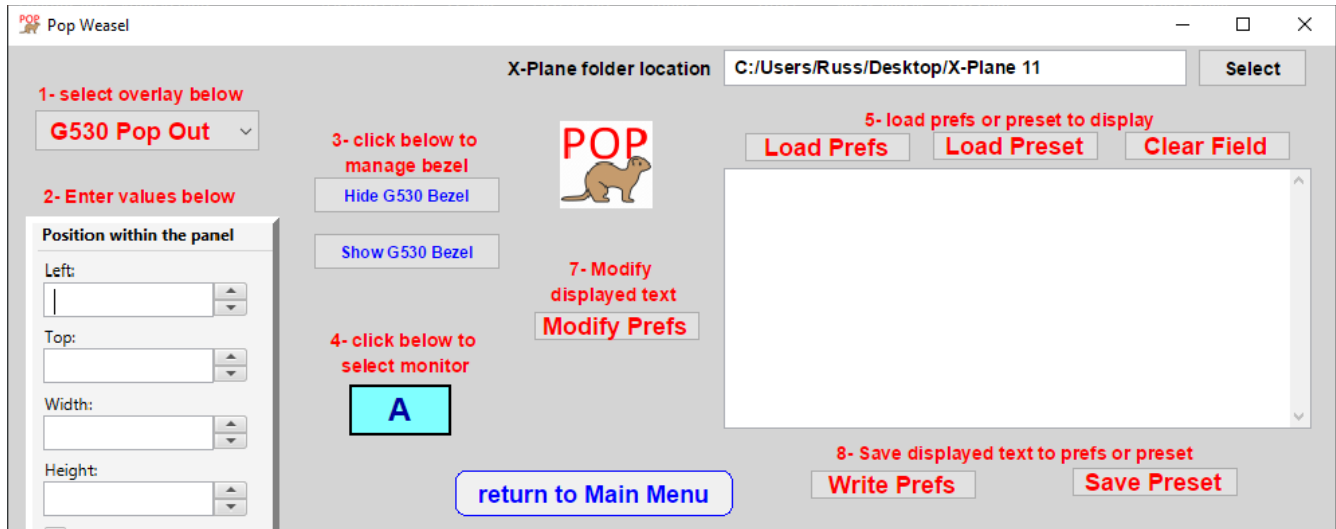 POP Pop Weasel
X-Plane folder location C:/Users/Russ/Desktop/X-Plane 11 Select
1- select overlay below
G530 Pop Out
2- Enter values below
Position within the panel
Left:
Top:
Width:
Height:
3- click below to
manage bezel
Hide G530 Bezel
Show G530 Bezel
4- click below to
select monitor
A
POP
7- Modify
displayed text
Modify Prefs
return to Main Menu
5- load prefs or preset to display
Load Prefs Load Preset Clear Field
8- Save displayed text to prefs or preset
Write Prefs Save Preset